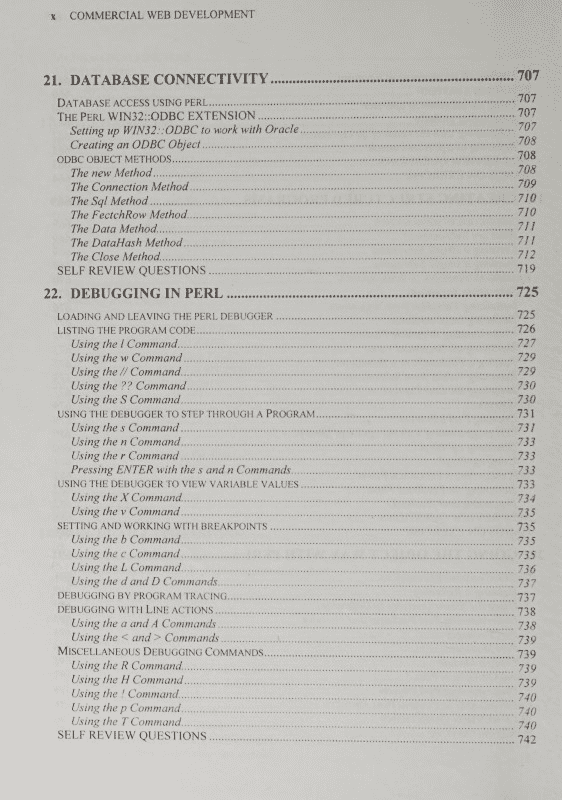 x COMMERCIAL WEB DEVELOPMENT
21. DATABASE CONNECTIVITY 707
DATABASE ACCESS USING PERL 707
THE PERL WIN32::ODBC EXTENSION 707
Setting up WIN32::ODBC to work with Oracle 707
Creating an ODBC Object 708
ODBC OBJECT METHODS 708
The new Method 708
The Connection Method 709
The Sql Method 710
The FectchRow Method 710
The Data Method 711
The DataHash Method 711
The Close Method 712
SELF REVIEW QUESTIONS 719
22. DEBUGGING IN PERL 725
LOADING AND LEAVING THE PERL DEBUGGER 725
LISTING THE PROGRAM CODE 726
Using the l Command 727
Using the w Command 729
Using the // Command 729
Using the ?? Command 730
Using the S Command 730
USING THE DEBUGGER TO STEP THROUGH A PROGRAM 731
Using the s Command 731
Using the n Command 733
Using the r Command 733
Pressing ENTER with the s and n Commands 733
USING THE DEBUGGER TO VIEW VARIABLE VALUES 733
Using the X Command 734
Using the v Command 735
SETTING AND WORKING WITH BREAKPOINTS 735
Using the b Command 735
Using the c Command 735
Using the L Command 736
Using the d and D Commands 737
DEBUGGING BY PROGRAM TRACING 737
DEBUGGING WITH LINE ACTIONS 738
Using the a and A Commands 738
Using the < and > Commands 739
MISCELLANEOUS DEBUGGING COMMANDS 739
Using the R Command 739
Using the H Command 739
Using the ! Command 740
Using the p Command 740
Using the T Command 740
SELF REVIEW QUESTIONS 742